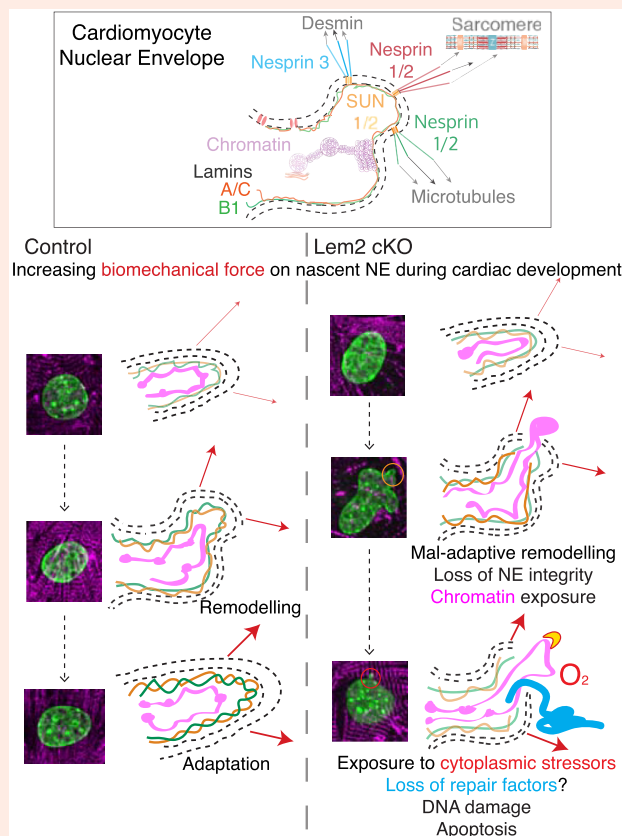 Cardiomyocyte
Nuclear Envelope
Desmin
Sarcomere
Nesprin 3
Nesprin
1/2
SUN
1/2
Nesprin
1/2
Chromatin
Lamins
A/C
B1
Microtubules
Control
Lem2 cKO
Increasing biomechanical force on nascent NE during cardiac development
Remodelling
Adaptation
Mal-adaptive remodelling
Loss of NE integrity
Chromatin exposure
O2
Exposure to cytoplasmic stressors
Loss of repair factors?
DNA damage
Apoptosis